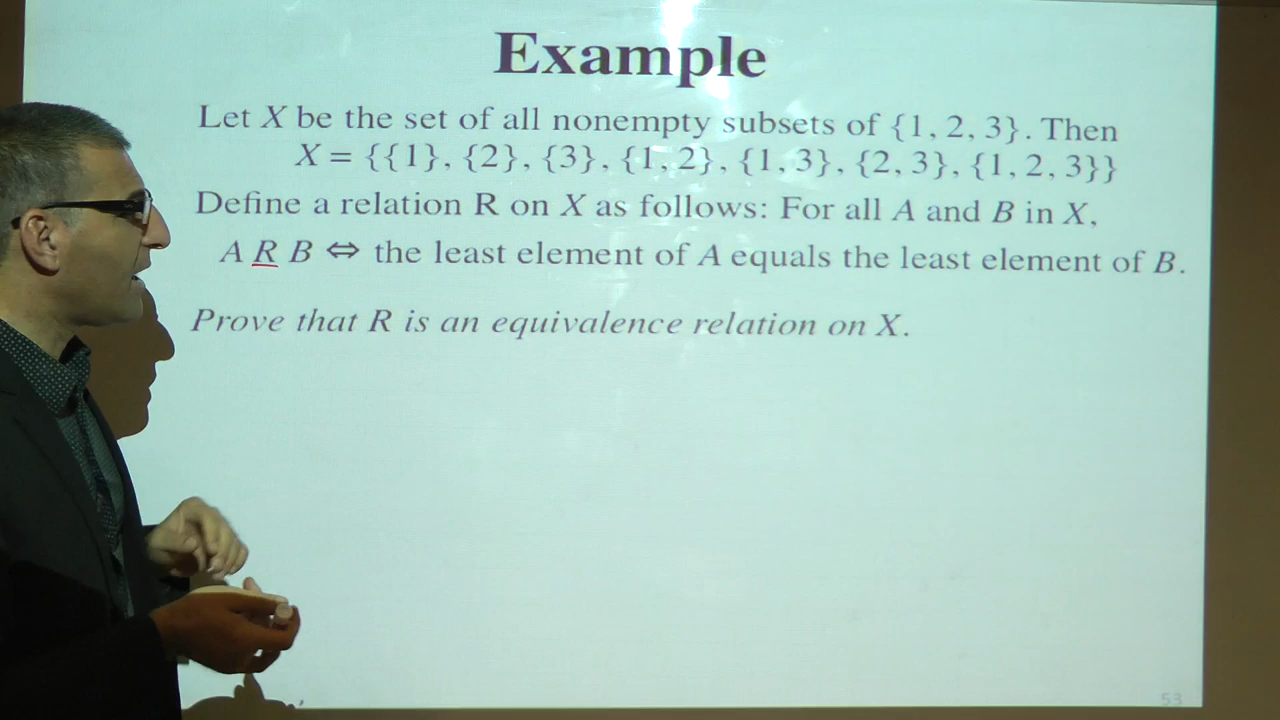 Example
Let X be the set of all nonempty subsets of {1, 2, 3}. Then
X = {{1}, {2}, {3}, {1, 2}, {1, 3}, {2, 3}, {1, 2, 3}}
Define a relation R on X as follows: For all A and B in X,
A R B ⇔ the least element of A equals the least element of B.
Prove that R is an equivalence relation on X.
53